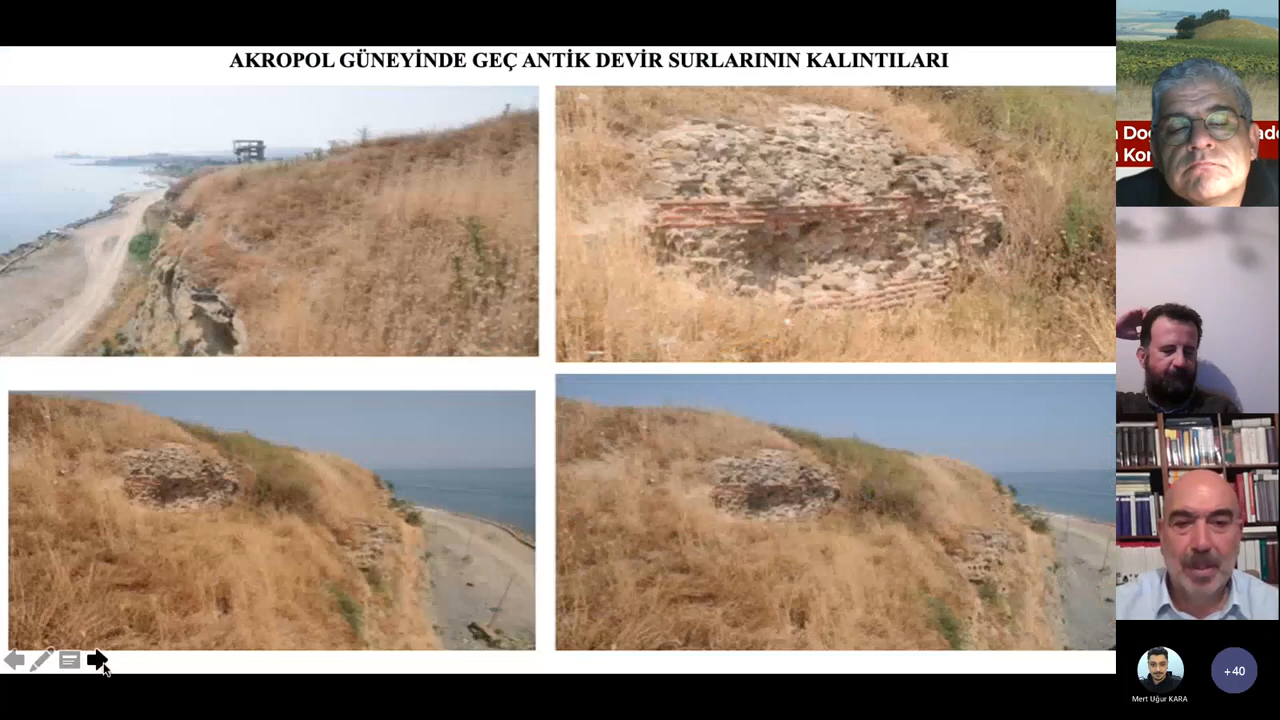 AKROPOL GÜNEYİNDE GEÇ ANTİK DEVİR SURLARININ KALINTILARI
Mert Uğur KARA
+40